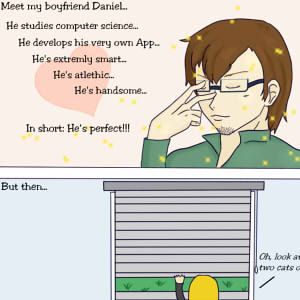 Meet my boyfriend Daniel...
He studies computer science...
He develops his very own App...
He's extremly smart...
He's atlethic...
He's handsome...
In short: He's perfect!!!
But then...
Oh, look at
two cats o